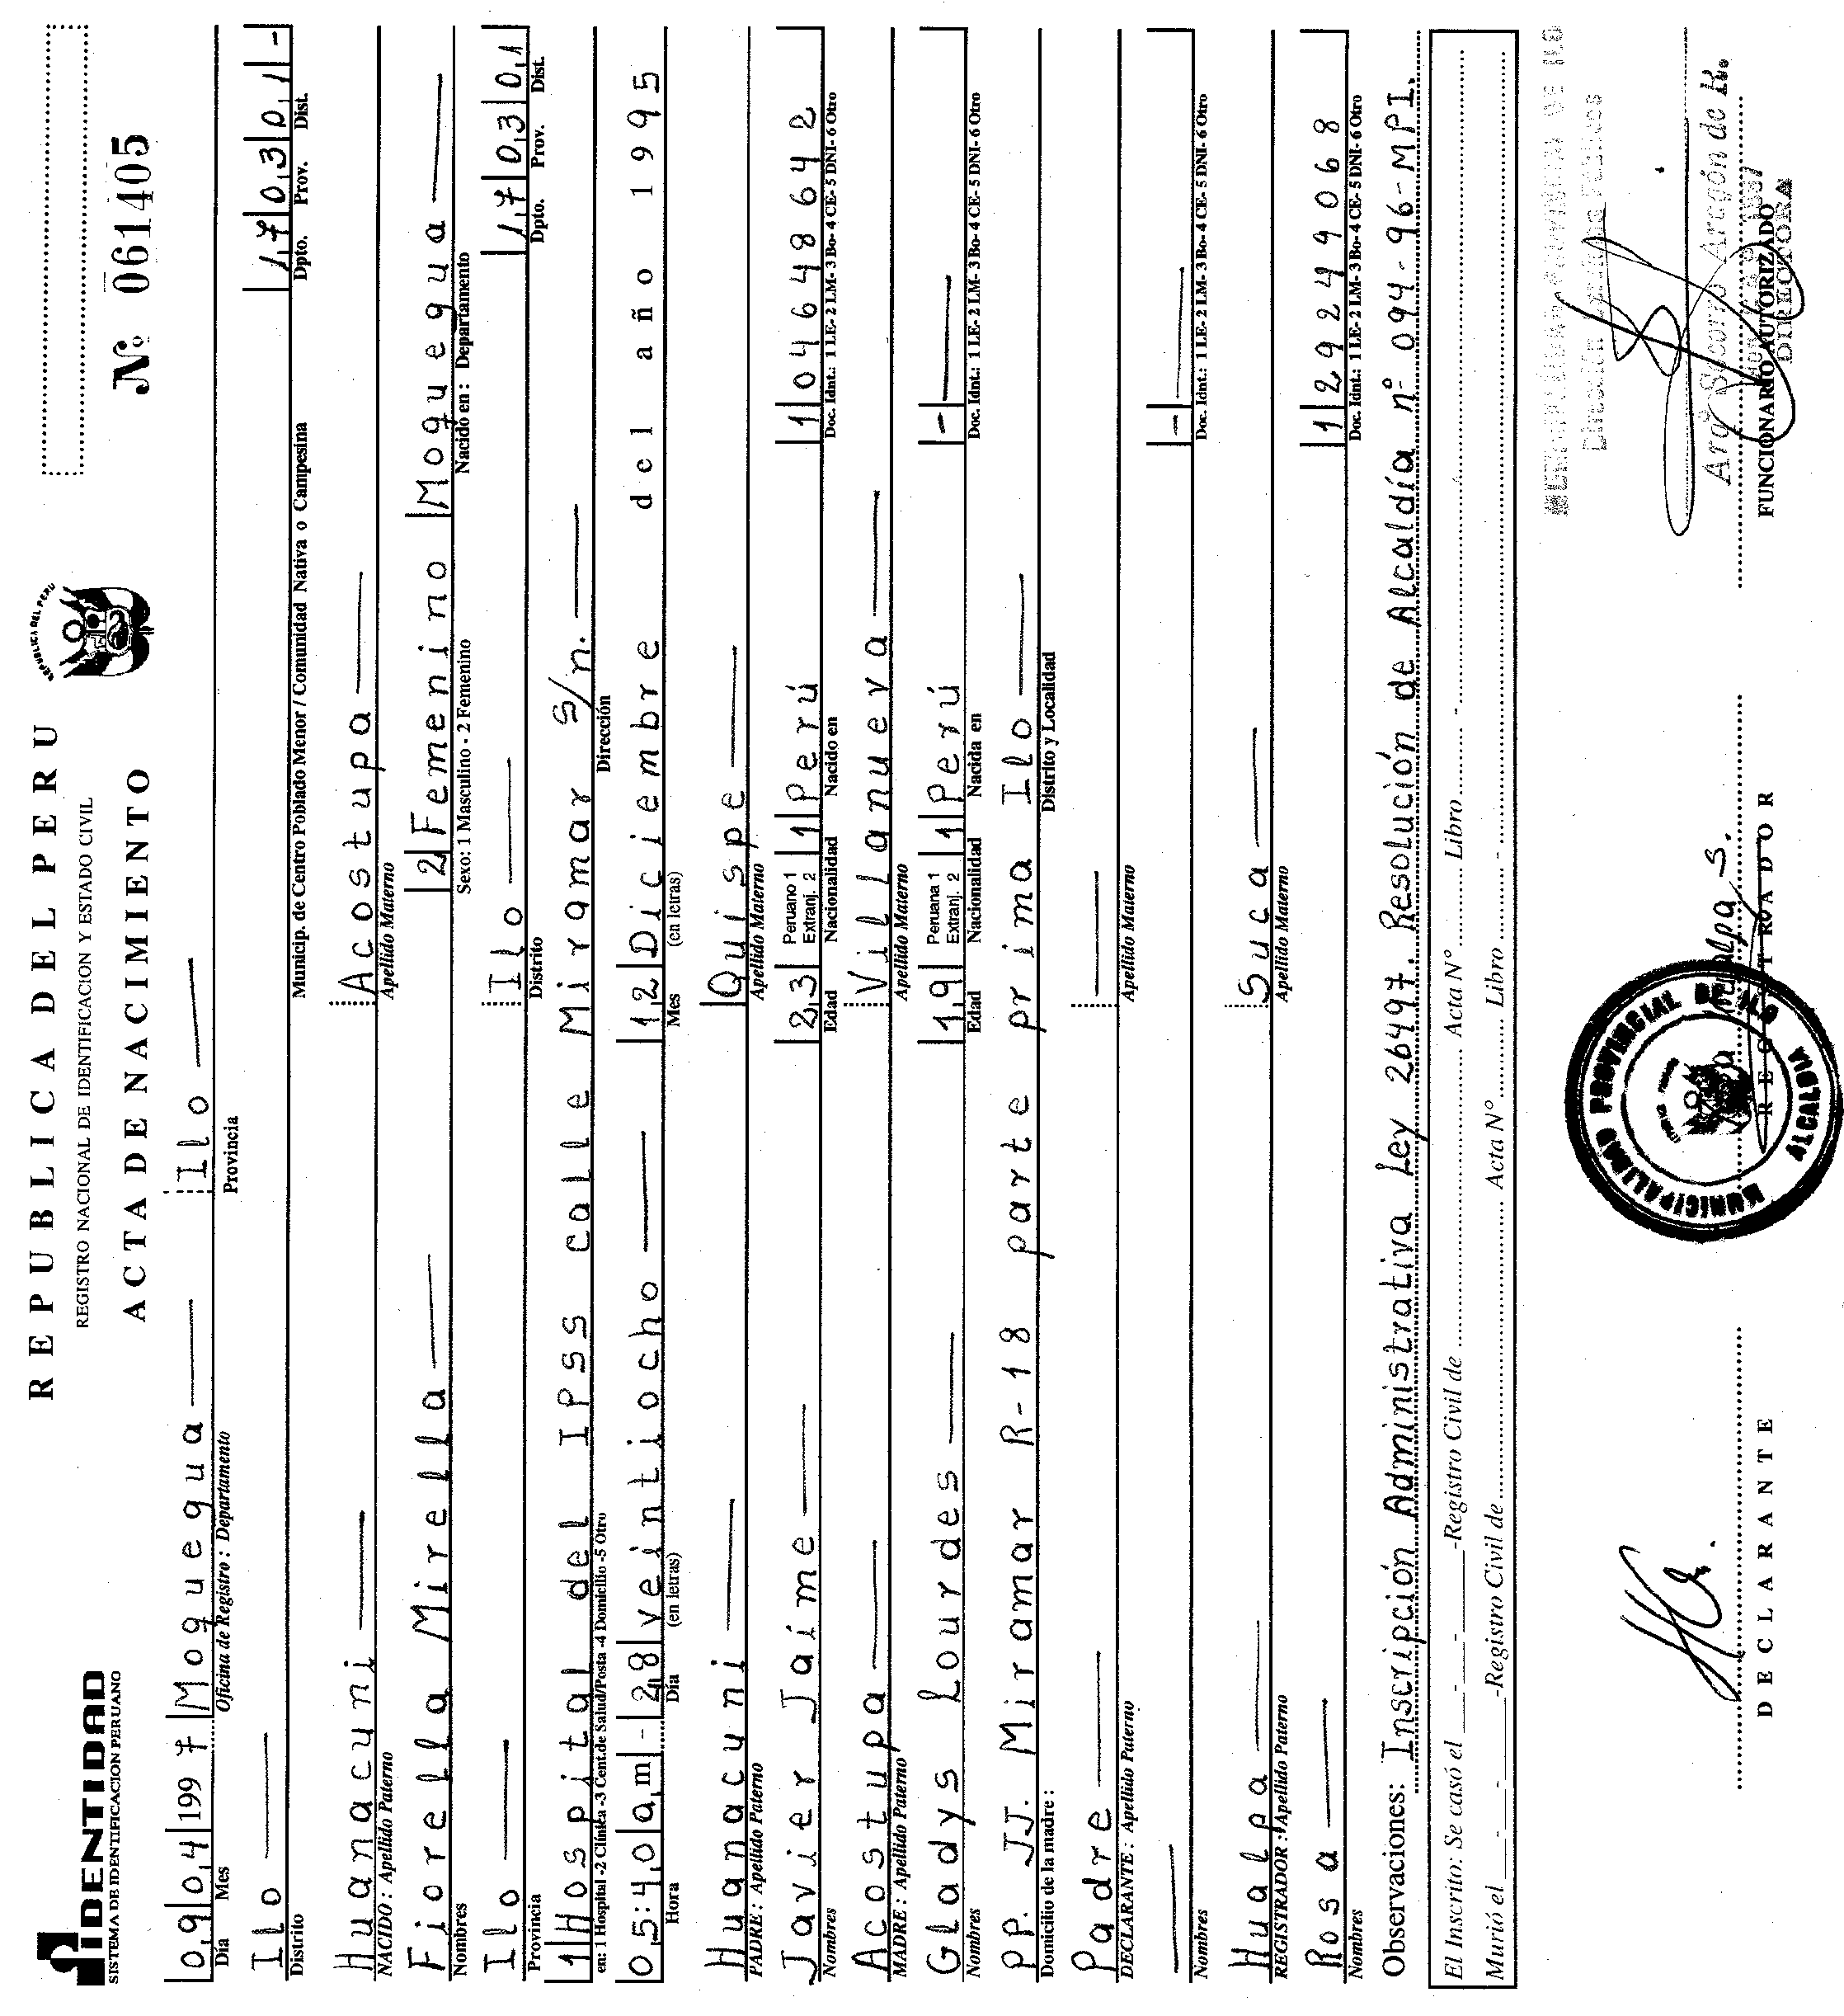 IDENTIDAD
SISTEMA DE IDENTIFICACION PERUANO
REPUBLICA DEL PERU
REGISTRO NACIONAL DE IDENTIFICACION Y ESTADO CIVIL
ACTA DE NACIMIENTO
REPUBLICA DEL PERU
Nº 061405
09 04 1997 Moquegua Ilo
Día Mes Oficina de Registro : Departamento Provincia
Ilo 17 03 01 -
Distrito Municip. de Centro Poblado Menor / Comunidad Nativa o Campesina Dpto. Prov. Dist.
Huanacuni Acostupa
NACIDO : Apellido Paterno Apellido Materno
Fiorella Mirella 2 Femenino Moquegua
Nombres Sexo: 1 Masculino - 2 Femenino Nacido en : Departamento
Ilo Ilo 17 03 01
Provincia Distrito Dpto. Prov. Dist.
1 Hospital del IPSS calle Miramar S/n.
en: 1 Hospital -2 Clínica -3 Cent.de Salud/Posta -4 Domicilio -5 Otro Dirección
05:40 am - 28 veintiocho 12 Diciembre del año 1995
Hora Día (en letras) Mes (en letras)
Huanacuni Quispe
PADRE : Apellido Paterno Apellido Materno
Javier Jaime 23 Peruano 1 Extranj. 2 1 Perú 1 04648642
Nombres Edad Nacionalidad Nacido en Doc. Idnt.: 1 LE- 2 LM- 3 Bo- 4 CE- 5 DNI- 6 Otro
Acostupa Villanueva
MADRE : Apellido Paterno Apellido Materno
Gladys Lourdes 19 Peruana 1 Extranj. 2 1 Perú -
Nombres Edad Nacionalidad Nacida en Doc. Idnt.: 1 LE- 2 LM- 3 Bo- 4 CE- 5 DNI- 6 Otro
PP. JJ. Miramar R-18 parte prima Ilo
Domicilio de la madre : Distrito y Localidad
Padre
DECLARANTE : Apellido Paterno Apellido Materno
-
Nombres Doc. Idnt.: 1 LE- 2 LM- 3 Bo- 4 CE- 5 DNI- 6 Otro
Hualpa Suca
REGISTRADOR : Apellido Paterno Apellido Materno
Rosa 1 29249068
Nombres Doc. Idnt.: 1 LE- 2 LM- 3 Bo- 4 CE- 5 DNI- 6 Otro
Observaciones: Inscripción Administrativa Ley 26497. Resolución de Alcaldía nº 094-96-MPI.
El Inscrito: Se casó el - - -Registro Civil de Acta Nº Libro -
Murió el - - -Registro Civil de Acta Nº Libro -
MUNICIPALIDAD PROVINCIAL DE ILO
ALCALDIA
Arqº Socorro Aragón de
DIRECTORA
DECLARANTE
REGISTRADOR
FUNCIONARIO AUTORIZADO